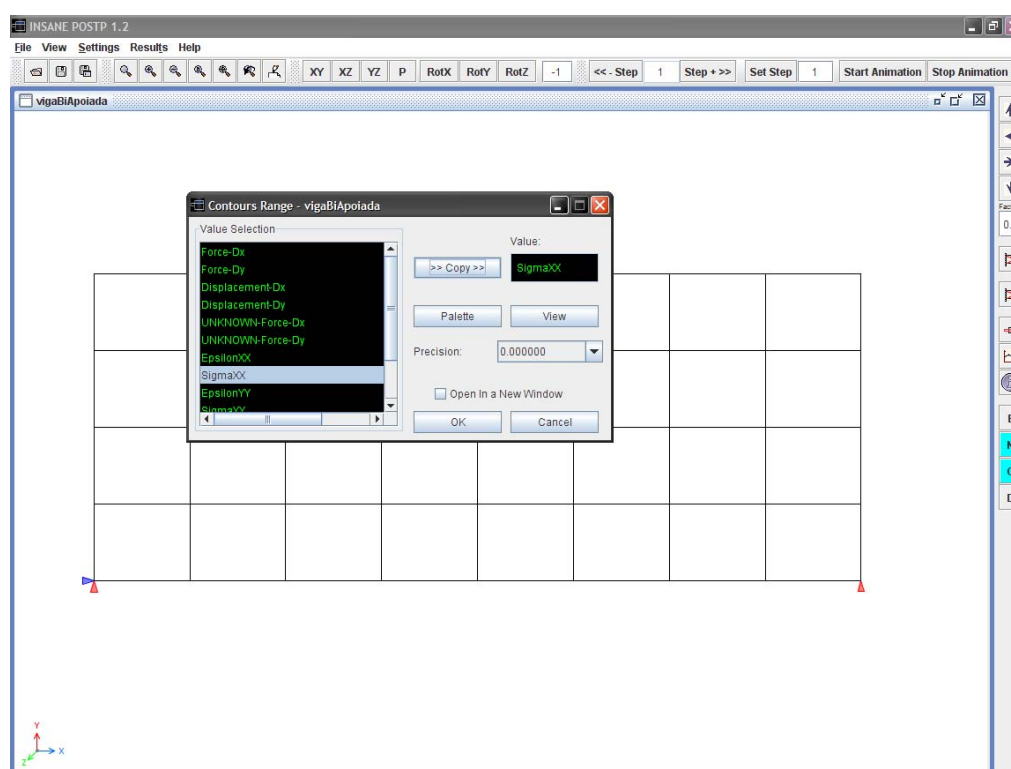 INSANE POSTP 1.2
File View Settings Results Help
XY XZ YZ P RotX RotY RotZ -1 << - Step 1 Step + >> Set Step 1 Start Animation Stop Animation
vigaBiApoiada
Contours Range - vigaBiApoiada
Value Selection
Force-Dx
Force-Dy
Displacement-Dx
Displacement-Dy
UNKNOWN-Force-Dx
UNKNOWN-Force-Dy
EpsilonXX
SigmaXX
EpsilonYY
SigmaYY
Value:
>> Copy >> SigmaXX
Palette View
Precision: 0.000000
Open In a New Window
OK Cancel
Y
X
Z